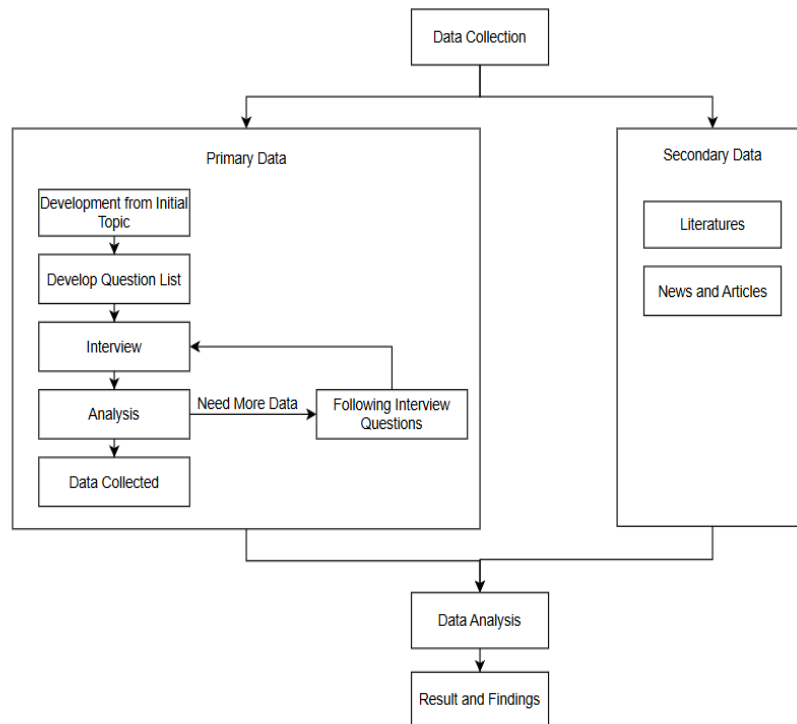 Data Collection
Primary Data
Development from Initial
Topic
Develop Question List
Interview
Analysis
Need More Data
Following Interview
Questions
Data Collected
Secondary Data
Literatures
News and Articles
Data Analysis
Result and Findings